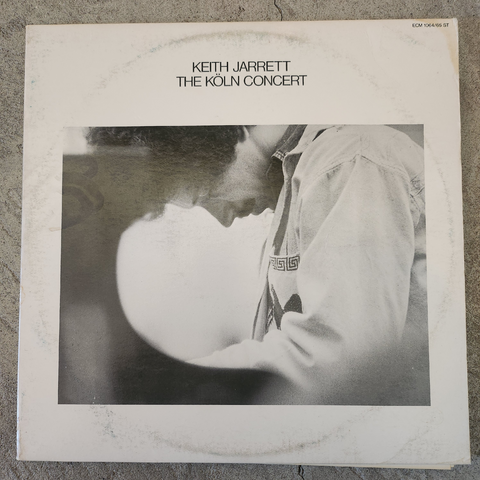 ECM 1064/65 ST
KEITH JARRETT
THE KÖLN CONCERT